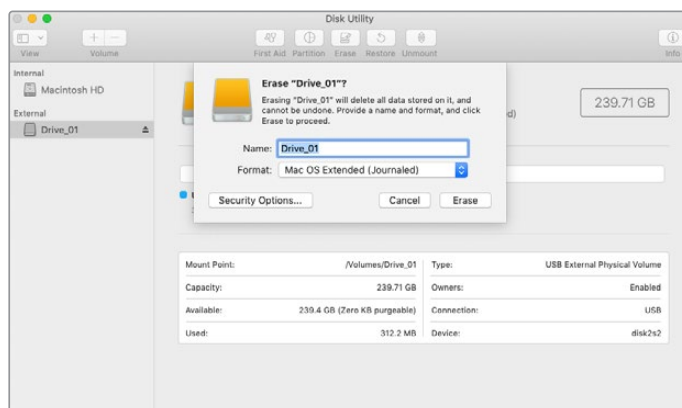 Disk Utility
View
Volume
First Aid Partition Erase Restore Unmount
Info
Internal
Macintosh HD
External
Drive_01
Erase "Drive_01"?
Erasing "Drive_01" will delete all data stored on it, and
cannot be undone. Provide a name and format, and click
Erase to proceed.
Name: Drive_01
Format: Mac OS Extended (Journaled)
Security Options... Cancel Erase
d)
239.71 GB
Mount Point: /Volumes/Drive_01 Type: USB External Physical Volume
Capacity: 239.71 GB Owners: Enabled
Available: 239.4 GB (Zero KB purgeable) Connection: USB
Used: 312.2 MB Device: disk2s2